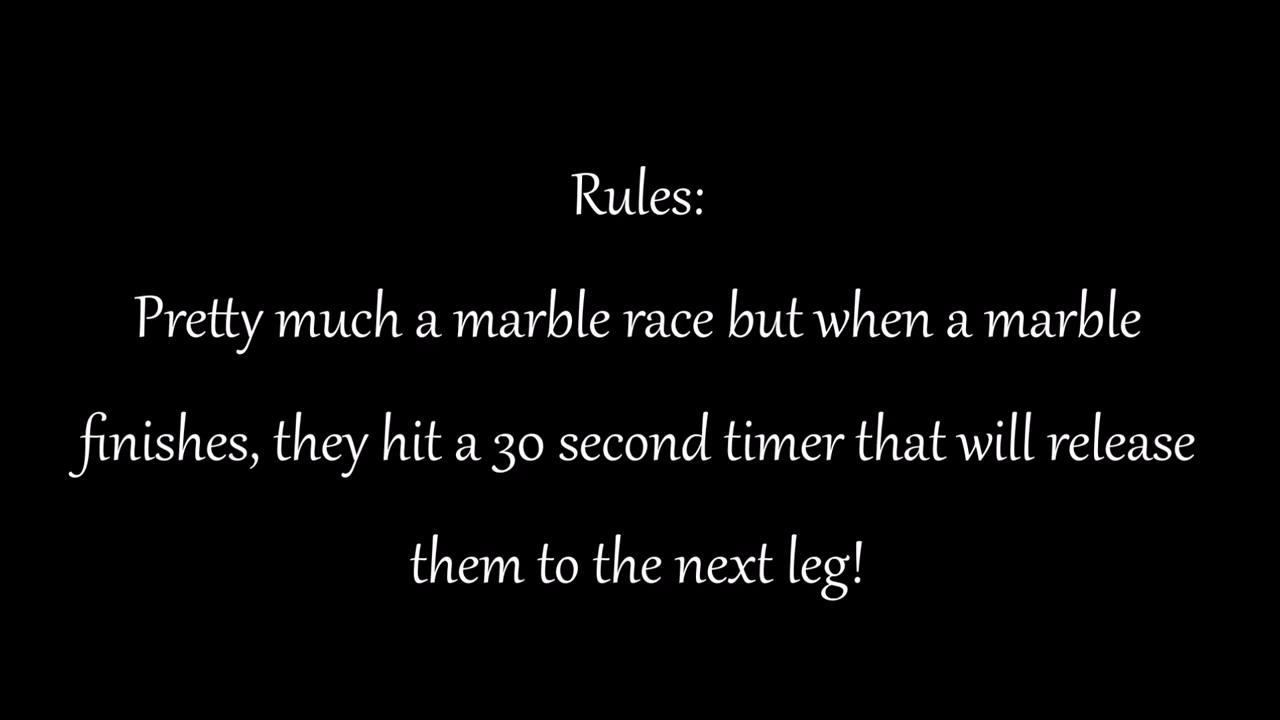 Rules:
Pretty much a marble race but when a marble
finishes, they hit a 30 second timer that will release
them to the next leg!